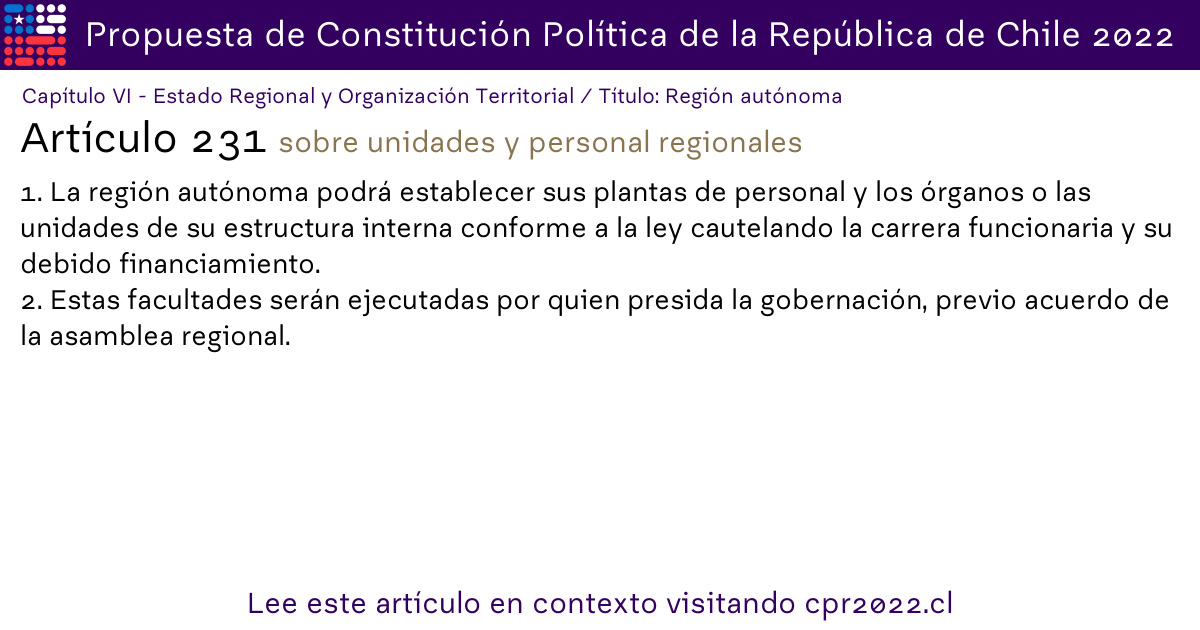 Propuesta de Constitución Política de la República de Chile 2022
Capítulo VI - Estado Regional y Organización Territorial / Título: Región autónoma
Artículo 231 sobre unidades y personal regionales
1. La región autónoma podrá establecer sus plantas de personal y los órganos o las
unidades de su estructura interna conforme a la ley cautelando la carrera funcionaria y su
debido financiamiento.
2. Estas facultades serán ejecutadas por quien presida la gobernación, previo acuerdo de
la asamblea regional.
Lee este artículo en contexto visitando cpr2022.cl